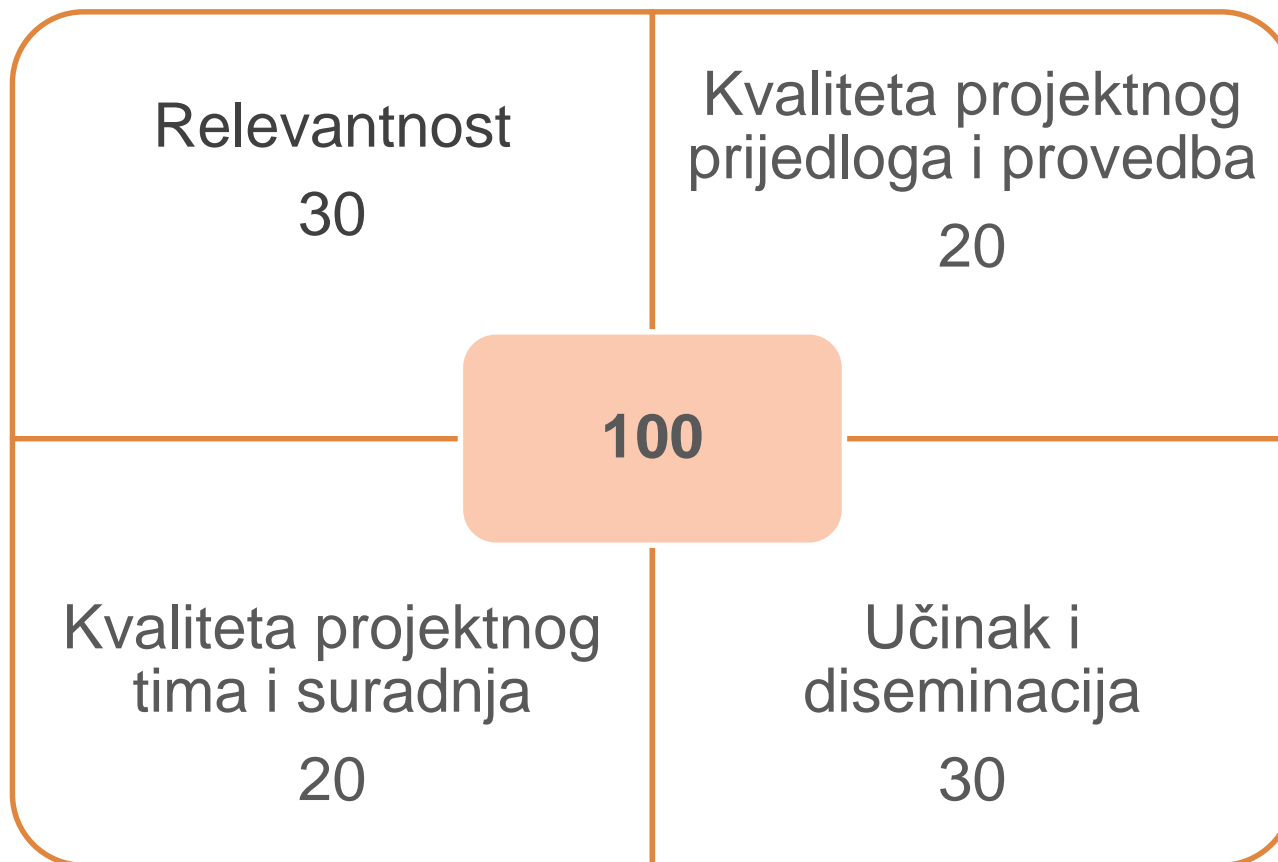 Relevantnost
30
Kvaliteta projektnog
prijedloga i provedba
20
100
Kvaliteta projektnog
tima i suradnja
20
Učinak i
diseminacija
30